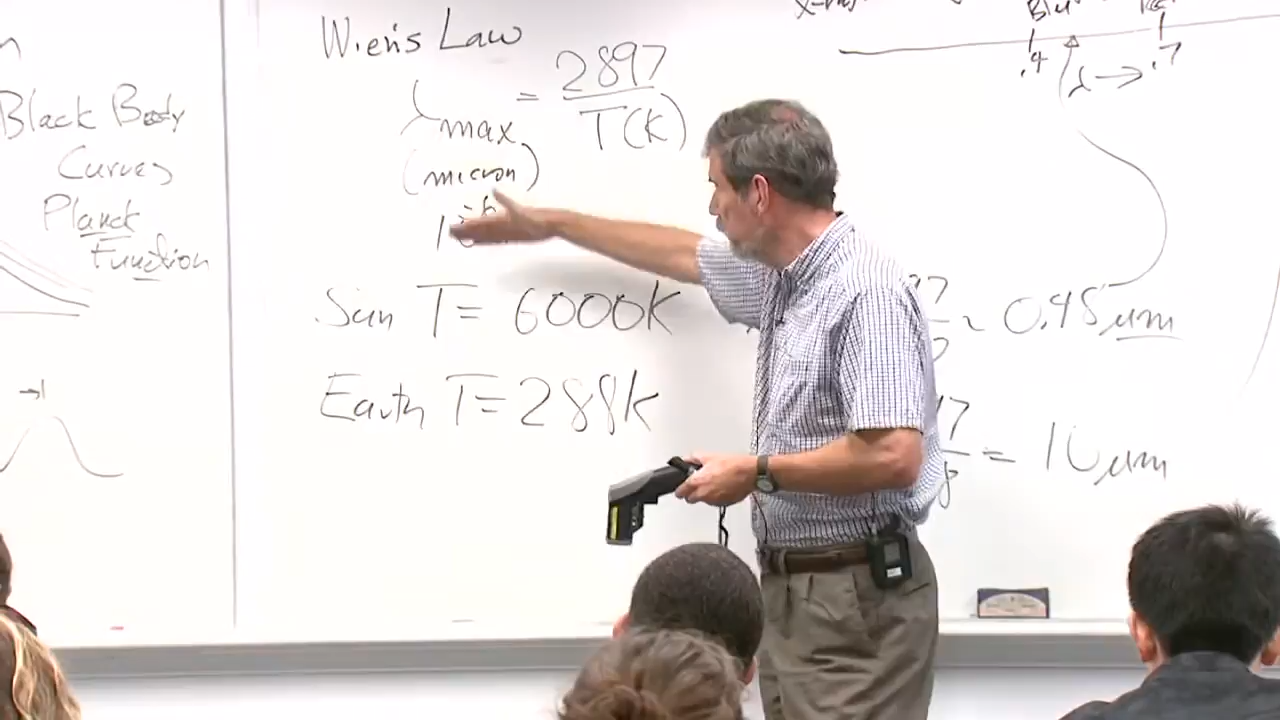 Black Body
Curves
Planck
Function
Wien's Law
λmax = 2897 / T(K)
(micron)
Sun T = 6000K
Earth T = 288K
.4
.7
λ →
~ 0.48 μm
= 10 μm